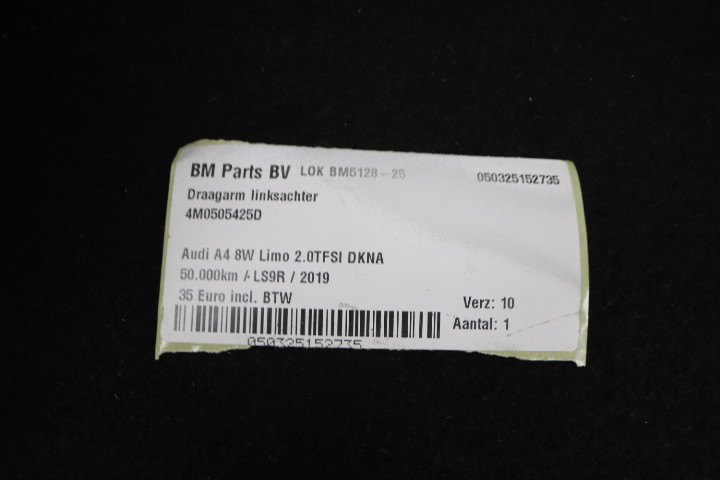 BM Parts BV LOK BM5128-25 050325152735
Draagarm linksachter
4M0505425D
Audi A4 8W Limo 2.0TFSI DKNA
50.000km / LS9R / 2019
35 Euro incl. BTW
Verz: 10
Aantal: 1
050325152735